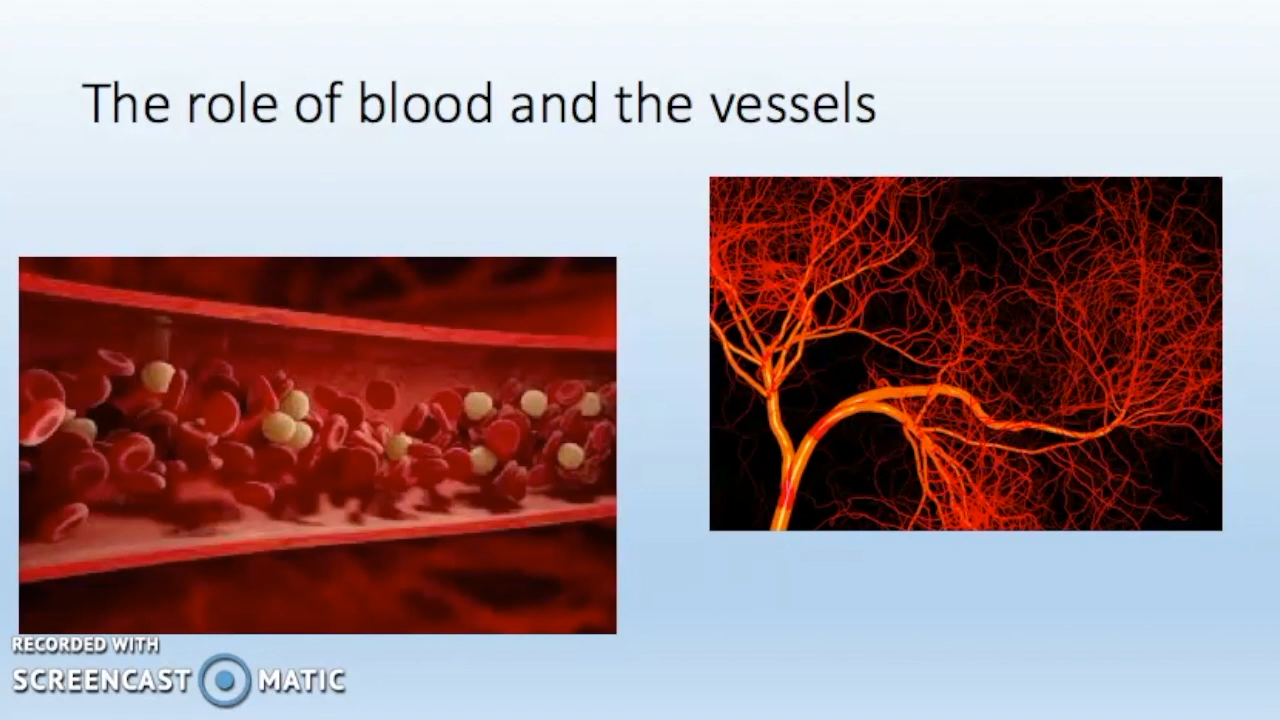 The role of blood and the vessels
RECORDED WITH
SCREENCAST MATIC